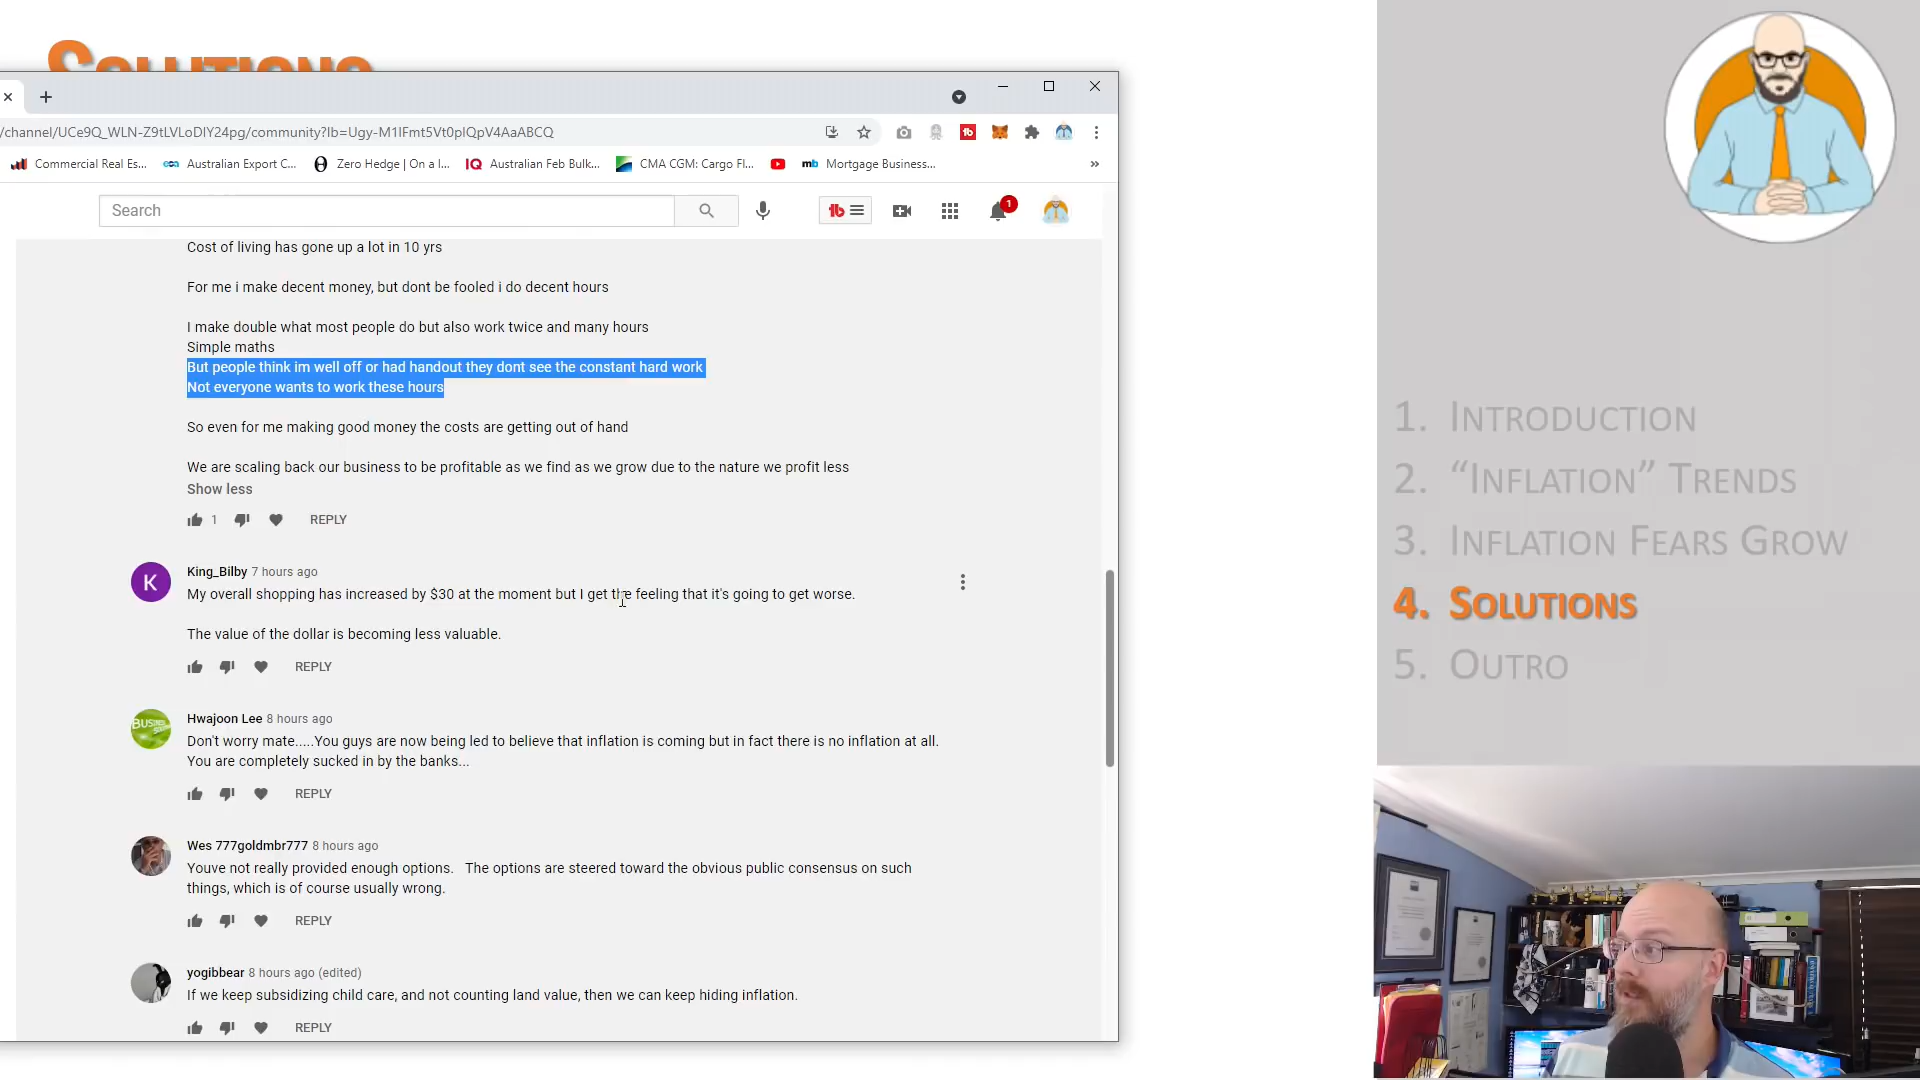 SOLUTIONS
/channel/UCe9Q_WLN-Z9tLVLoDlY24pg/community?lb=Ugy-M1IFmt5Vt0plQpV4AaABCQ
Commercial Real Es...
Australian Export C...
Zero Hedge | On a l...
IQ
Australian Feb Bulk...
CMA CGM: Cargo Fl...
mb
Mortgage Business...
»
Search
tb
1
Cost of living has gone up a lot in 10 yrs
For me i make decent money, but dont be fooled i do decent hours
I make double what most people do but also work twice and many hours
Simple maths
But people think im well off or had handout they dont see the constant hard work
Not everyone wants to work these hours
So even for me making good money the costs are getting out of hand
We are scaling back our business to be profitable as we find as we grow due to the nature we profit less
Show less
1
REPLY
K
King_Bilby 7 hours ago
My overall shopping has increased by $30 at the moment but I get the feeling that it's going to get worse.
The value of the dollar is becoming less valuable.
REPLY
Hwajoon Lee 8 hours ago
Don't worry mate.....You guys are now being led to believe that inflation is coming but in fact there is no inflation at all.
You are completely sucked in by the banks...
REPLY
Wes 777goldmbr777 8 hours ago
Youve not really provided enough options. The options are steered toward the obvious public consensus on such
things, which is of course usually wrong.
REPLY
yogibbear 8 hours ago (edited)
If we keep subsidizing child care, and not counting land value, then we can keep hiding inflation.
REPLY
1. INTRODUCTION
2. “INFLATION” TRENDS
3. INFLATION FEARS GROW
4. SOLUTIONS
5. OUTRO